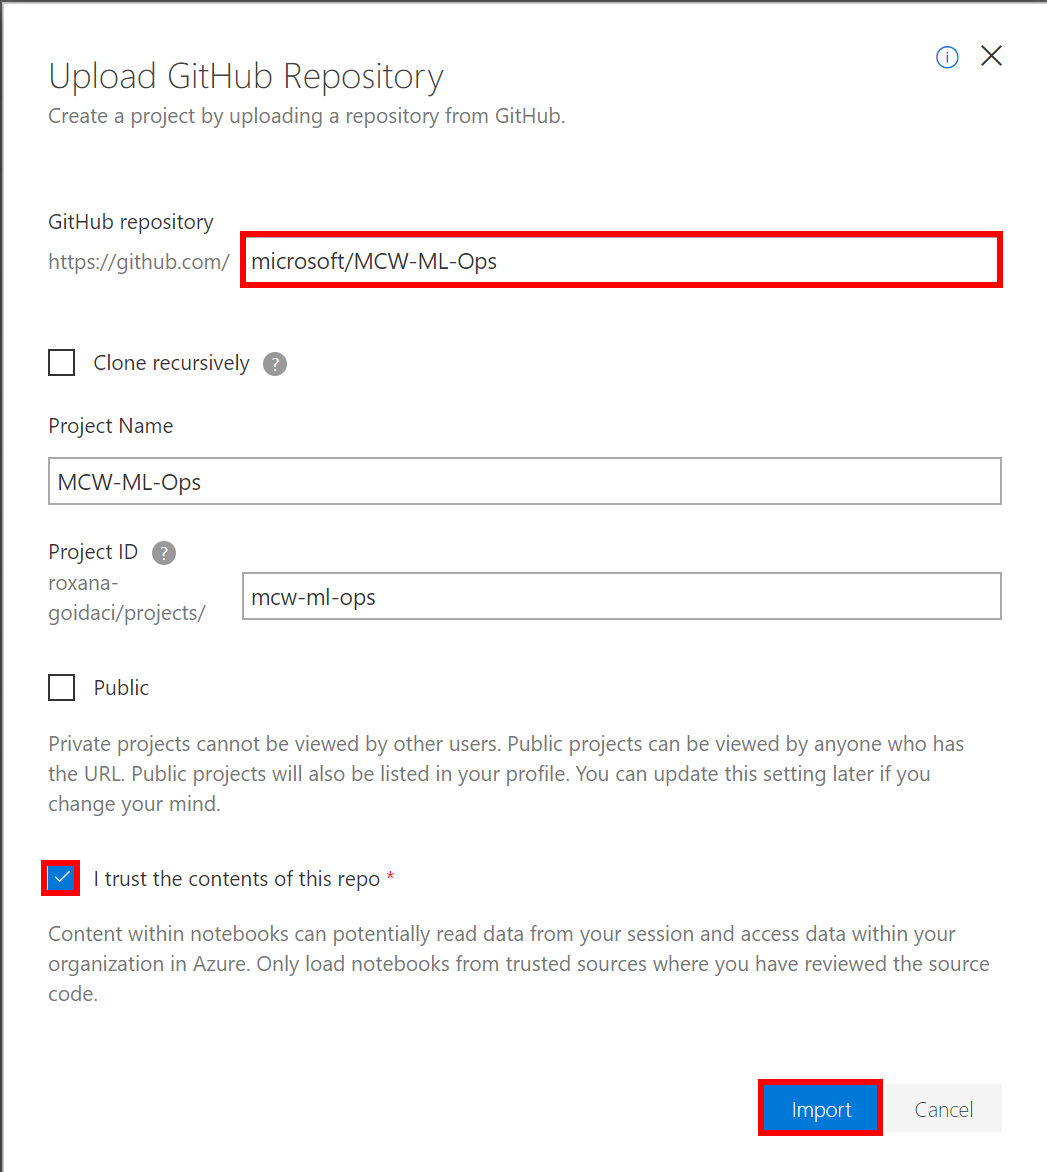 Upload GitHub Repository
Create a project by uploading a repository from GitHub.
GitHub repository
https://github.com/ microsoft/MCW-ML-Ops
Clone recursively ?
Project Name
MCW-ML-Ops
Project ID ?
roxana-
goidaci/projects/ mcw-ml-ops
Public
Private projects cannot be viewed by other users. Public projects can be viewed by anyone who has
the URL. Public projects will also be listed in your profile. You can update this setting later if you
change your mind.
I trust the contents of this repo *
Content within notebooks can potentially read data from your session and access data within your
organization in Azure. Only load notebooks from trusted sources where you have reviewed the source
code.
Import Cancel